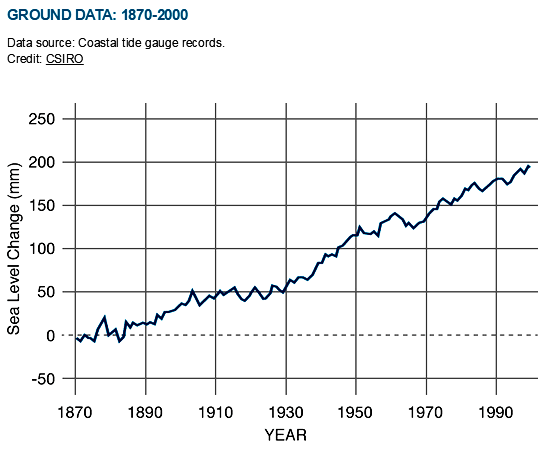 GROUND DATA: 1870-2000
Data source: Coastal tide gauge records.
Credit: CSIRO
250
200
150
100
50
0
-50
Sea Level Change (mm)
1870 1890 1910 1930 1950 1970 1990
YEAR